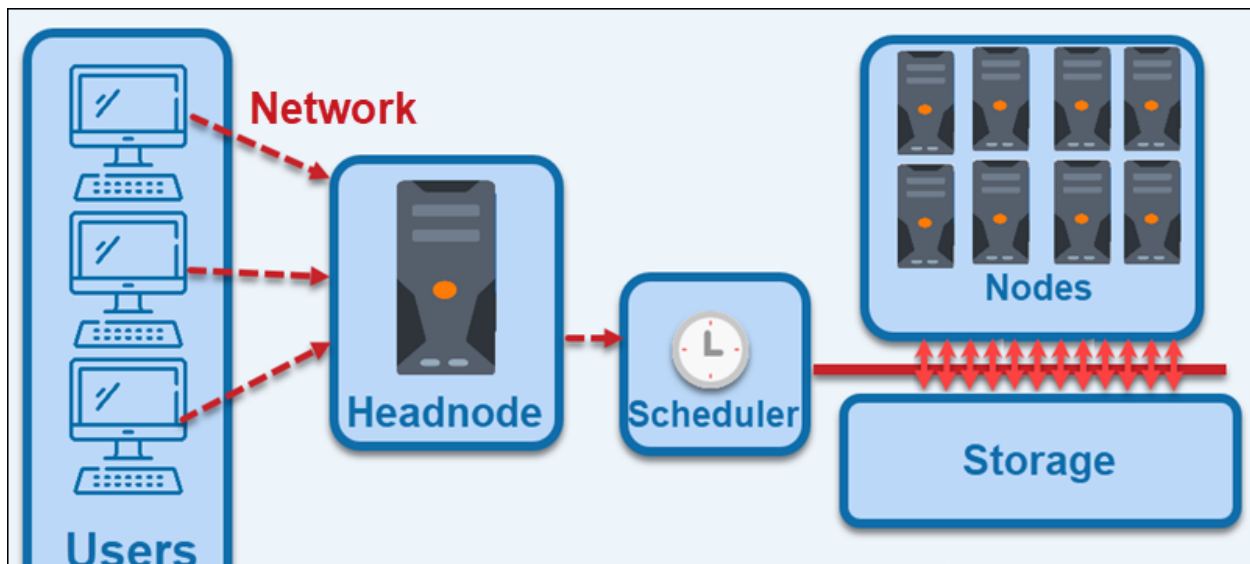 Network
Headnode
Scheduler
Nodes
Storage
Users